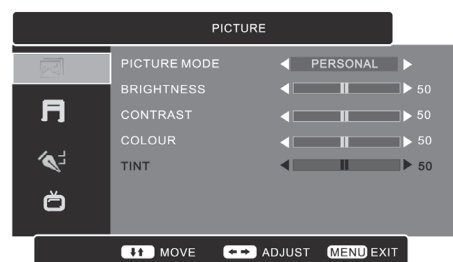 PICTURE
PICTURE MODE PERSONAL
BRIGHTNESS 50
CONTRAST 50
COLOUR 50
TINT 50
MOVE ADJUST MENU EXIT